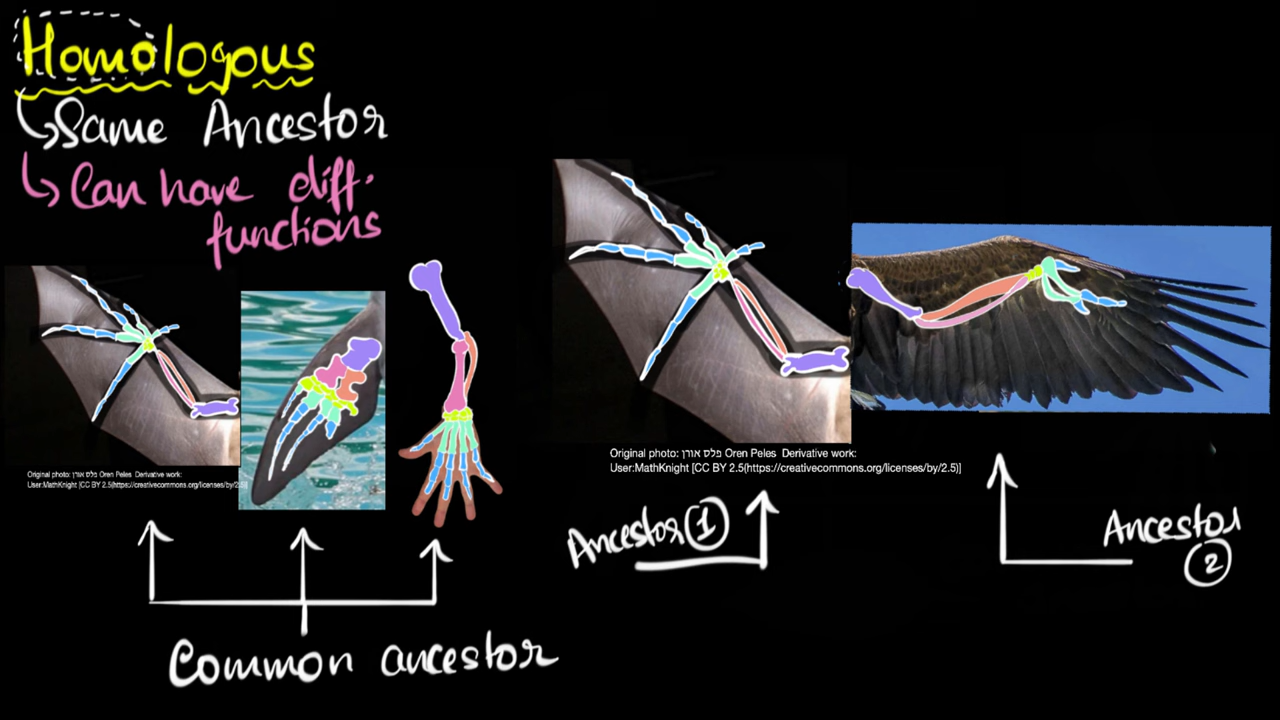 Homologous
Same Ancestor
Can have diff.
functions
Original photo: פלס אורן Oren Peles Derivative work:
User:MathKnight [CC BY 2.5(https://creativecommons.org/licenses/by/2.5)]
Original photo: פלס אורן Oren Peles Derivative work:
User:MathKnight [CC BY 2.5(https://creativecommons.org/licenses/by/2.5)]
Common ancestor
Ancestor 1
Ancestor
2